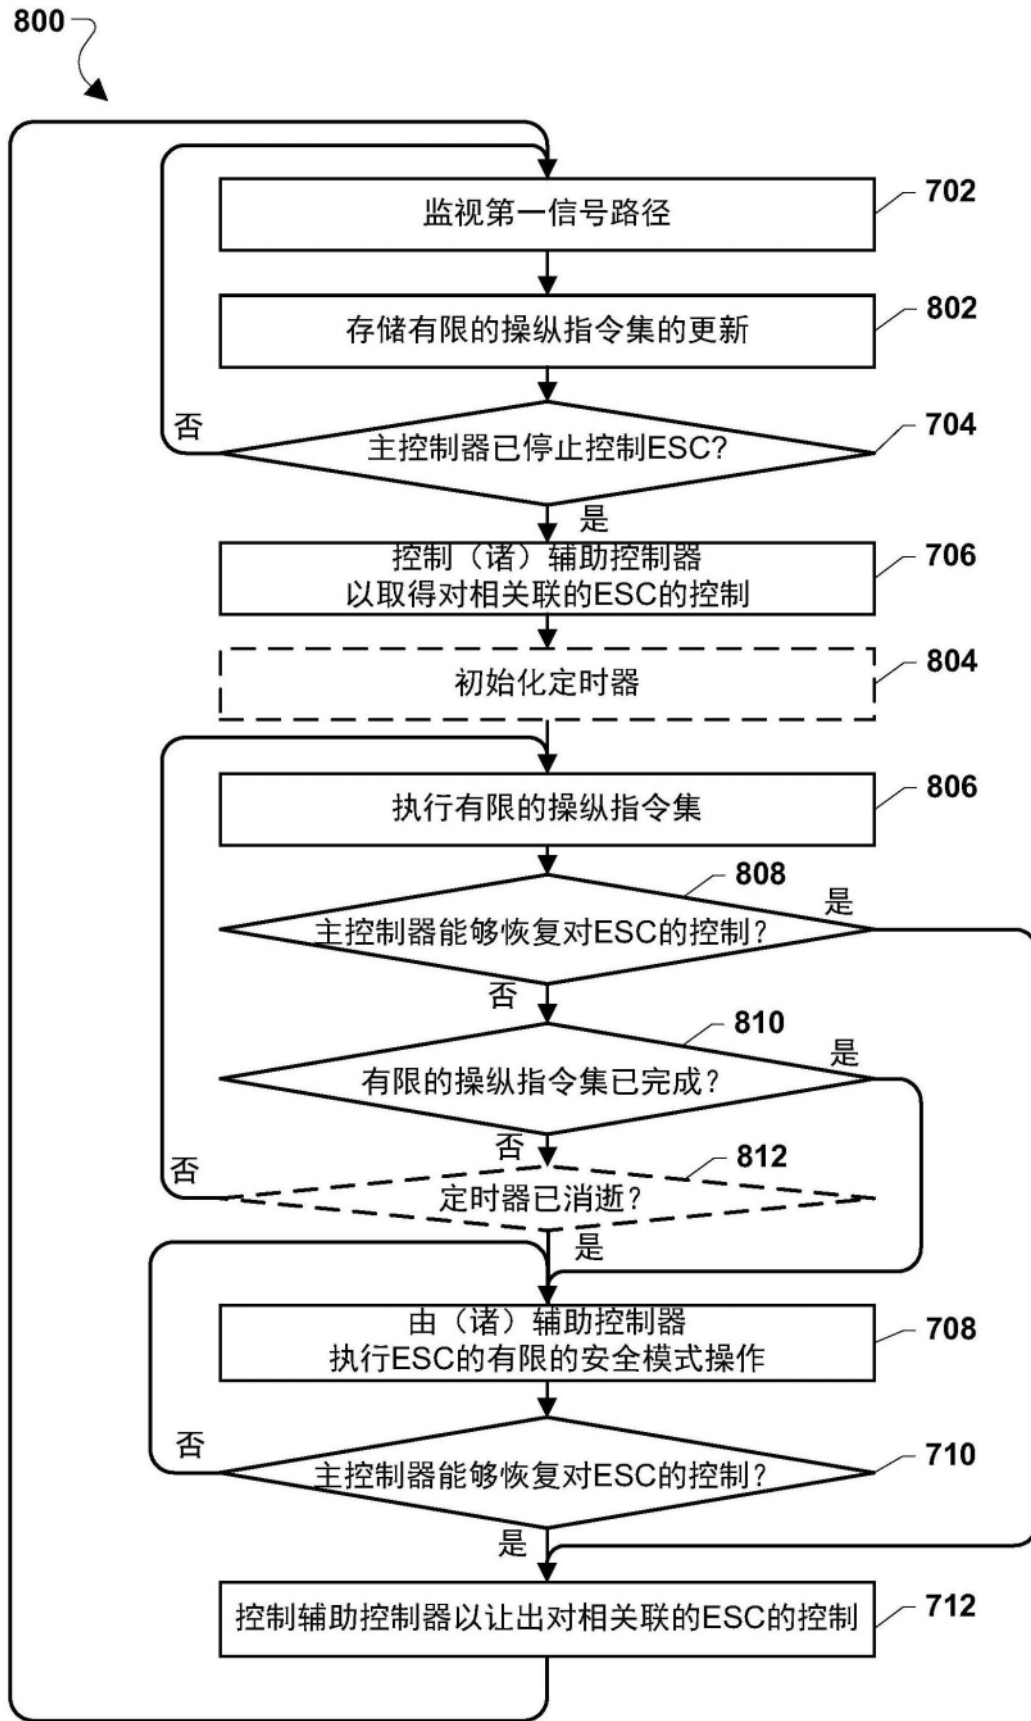 800
监视第一信号路径
702
存储有限的操纵指令集的更新
802
否
主控制器已停止控制ESC?
704
是
控制（诸）辅助控制器
以取得对相关联的ESC的控制
706
初始化定时器
804
执行有限的操纵指令集
806
808
是
主控制器能够恢复对ESC的控制?
否
810
是
有限的操纵指令集已完成?
否
812
否
定时器已消逝?
是
由（诸）辅助控制器
执行ESC的有限的安全模式操作
708
否
主控制器能够恢复对ESC的控制?
710
是
控制辅助控制器以让出对相关联的ESC的控制
712